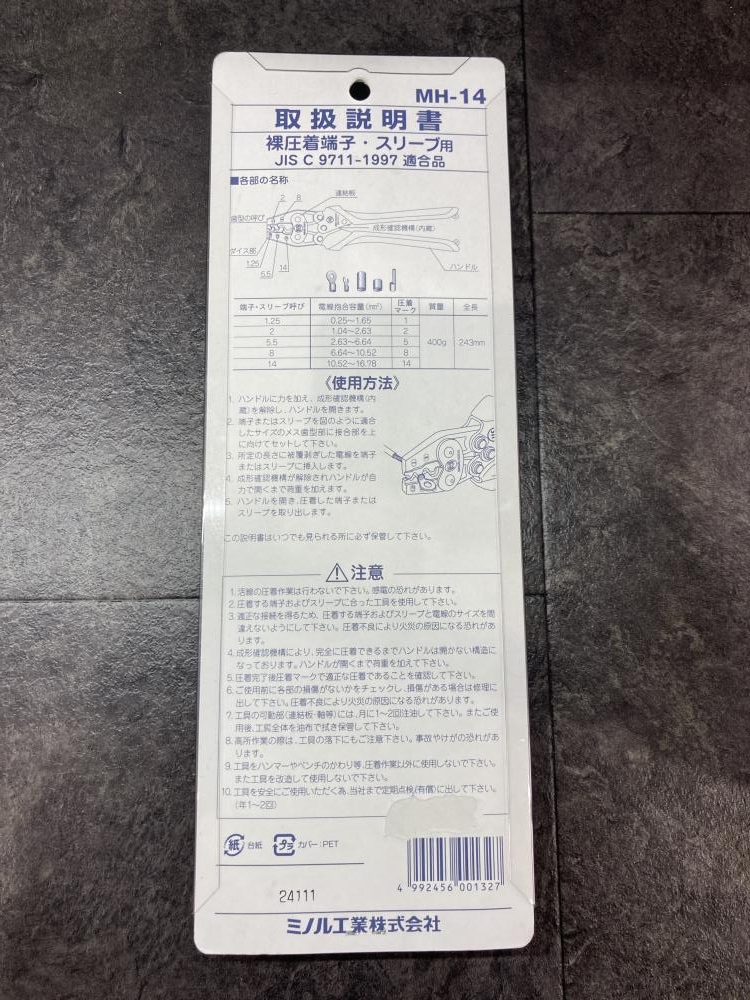 MH-14
取扱説明書
裸圧着端子・スリーブ用
JIS C 9711-1997 適合品
■各部の名称
2 8 連結板
歯型の呼び
成形確認機構(内蔵)
ダイス部
1.25
5.5 14
ハンドル
端子・スリーブ呼び 電線抱合容量(mm²) 圧着マーク 質量 全長
1.25 0.25〜1.65 1
2 1.04〜2.63 2
5.5 2.63〜6.64 5 400g 243mm
8 6.64〜10.52 8
14 10.52〜16.78 14
《使用方法》
1. ハンドルに力を加え、成形確認機構(内
蔵)を解除し、ハンドルを開きます。
2. 端子またはスリーブを図のように適合
したサイズのメス歯型部に接合部を上
に向けてセットして下さい。
3. 所定の長さに被覆剥ぎした電線を端子
またはスリーブに挿入します。
4. 成形確認機構が解除されハンドルが自
力で開くまで荷重を加えます。
5. ハンドルを開き、圧着した端子または
スリーブを取り出します。
この説明書はいつでも見られる所に必ず保管して下さい。
注意
1. 活線の圧着作業は行わないで下さい。感電の恐れがあります。
2. 圧着する端子およびスリーブに合った工具を使用して下さい。
3. 適正な接続を得るため、圧着する端子およびスリーブと電線のサイズを間
違えないようにして下さい。圧着不良により火災の原因になる恐れがあ
ります。
4. 成形確認機構により、完全に圧着できるまでハンドルは開かない構造に
なっております。ハンドルが開くまで荷重を加えて下さい。
5. 圧着完了後圧着マークで適正な圧着であることを確認して下さい。
6. ご使用前に各部の損傷がないかをチェックし、損傷がある場合は修理に
出して下さい。圧着不良により火災の原因になる恐れがあります。
7. 工具の可動部(連結板・軸等)には、月に1〜2回注油して下さい。またご使
用後、工具全体を油布で拭き保管して下さい。
8. 高所作業の際は、工具の落下にもご注意下さい。事故やけがの恐れがあ
ります。
9. 工具をハンマーやペンチのかわり等、圧着作業以外に使用しないで下さい。
また工具を改造して使用しないで下さい。
10. 工具を安全にご使用いただく為、当社まで定期点検(有償)に出して下さい。
(年1〜2回)
紙 台紙 プラ カバー:PET
4 992456 001327
24111
ミノル工業株式会社